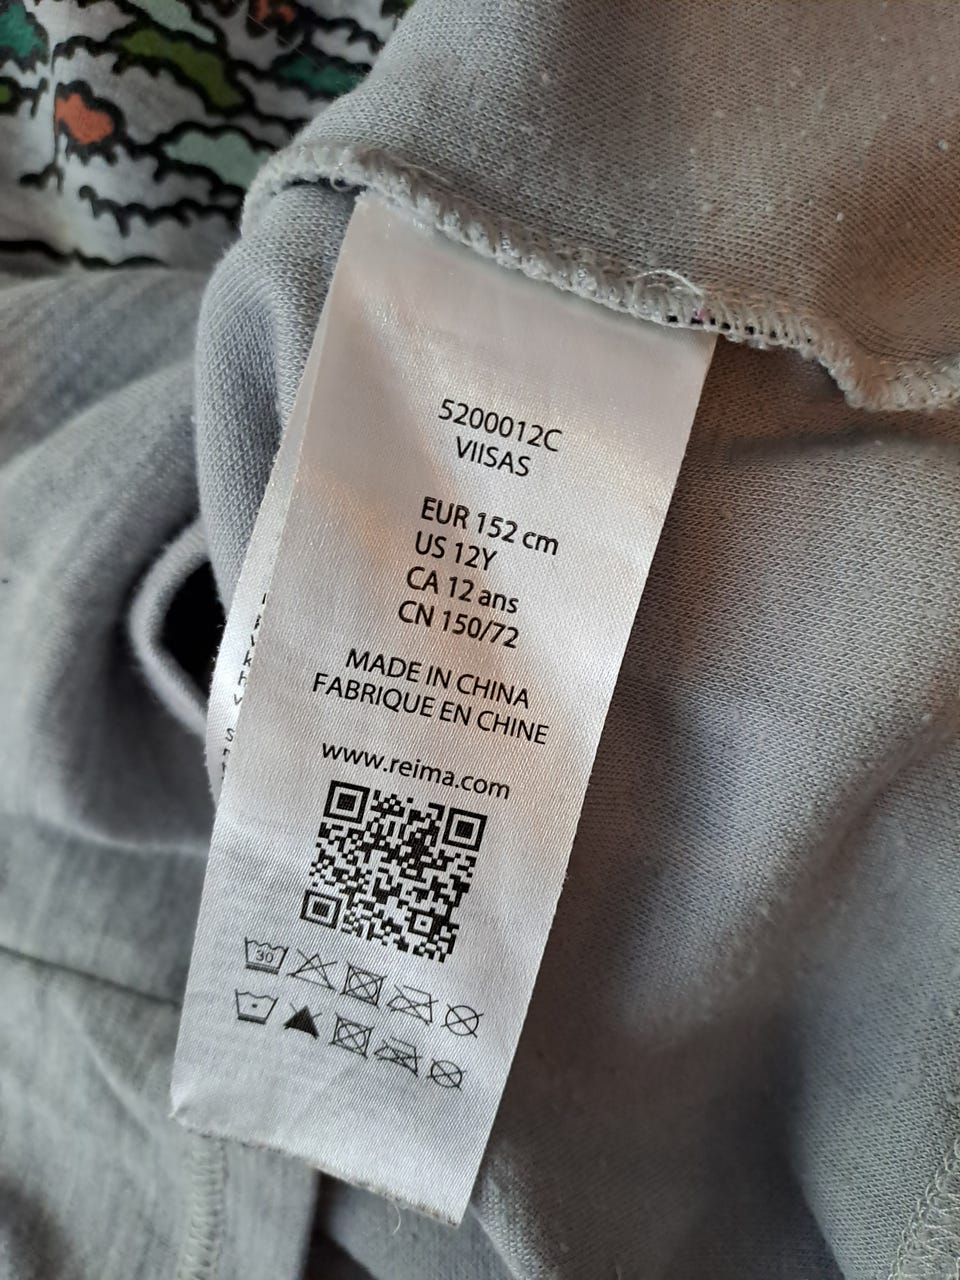 5200012C
VIISAS
EUR 152 cm
US 12Y
CA 12 ans
CN 150/72
MADE IN CHINA
FABRIQUE EN CHINE
www.reima.com
30